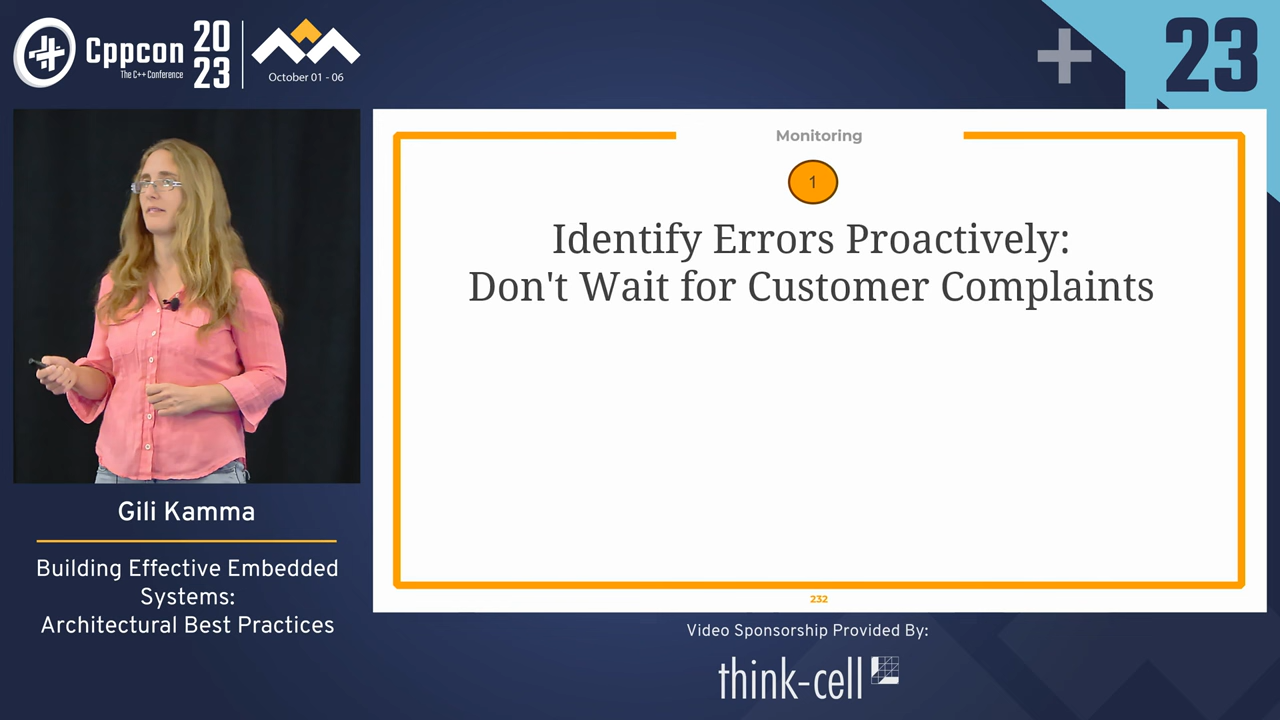 Cppcon
The C++ Conference
20
23
October 01 - 06
23
Monitoring
1
Identify Errors Proactively:
Don't Wait for Customer Complaints
232
Gili Kamma
Building Effective Embedded
Systems:
Architectural Best Practices
Video Sponsorship Provided By:
think-cell